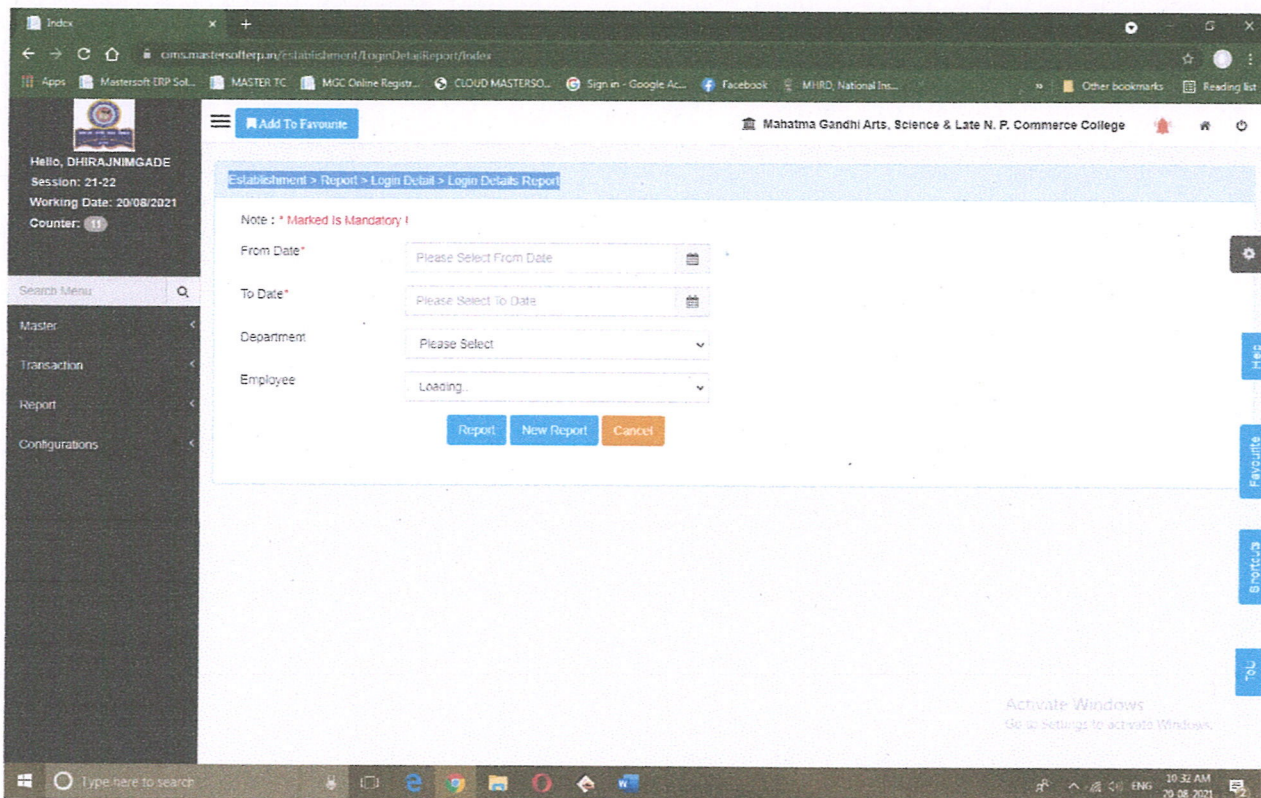 Index
cims.mastersofterp.in/establishment/LoginDetailReport/index
Apps Mastersoft ERP Sol... MASTER TC MGC Online Registr... CLOUD MASTERSO... Sign in - Google Ac... Facebook MHRD, National Ins... Other bookmarks Reading list
Add To Favourite
Mahatma Gandhi Arts, Science & Late N. P. Commerce College
Hello, DHIRAJNIMGADE
Session: 21-22
Working Date: 20/08/2021
Counter: 11
Search Menu
Master
Transaction
Report
Configurations
Establishment > Report > Login Detail > Login Details Report
Note : * Marked Is Mandatory !
From Date*
Please Select From Date
To Date*
Please Select To Date
Department
Please Select
Employee
Loading..
Report New Report Cancel
Help
Favourite
Shortcuts
Activate Windows
Go to Settings to activate Windows.
Type here to search
ENG
10:32 AM
20-08-2021
2